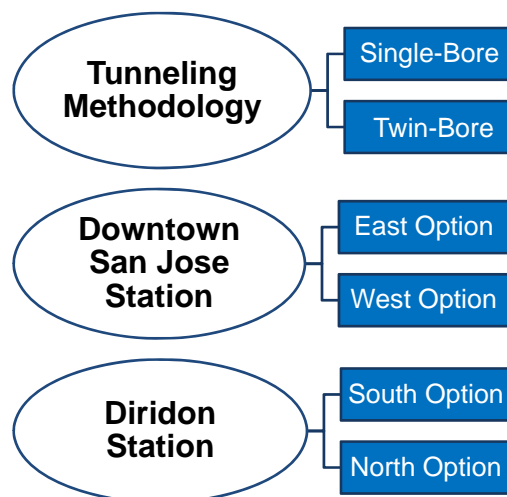 Tunneling
Methodology
Single-Bore
Twin-Bore
Downtown
San Jose
Station
East Option
West Option
Diridon
Station
South Option
North Option